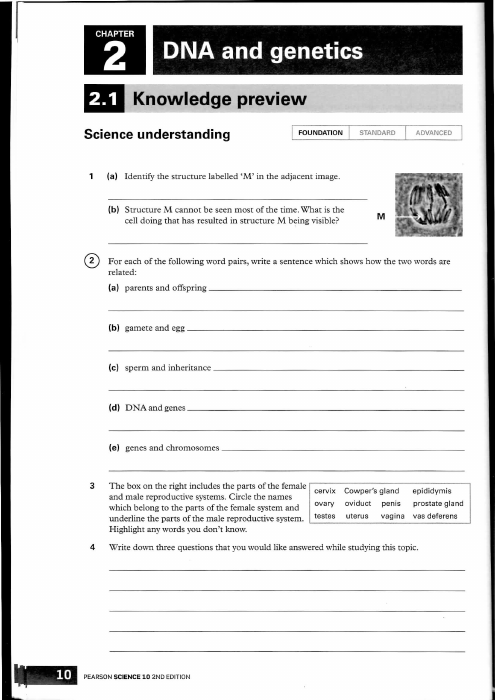 CHAPTER
2
DNA and genetics
2.1 Knowledge preview
Science understanding
FOUNDATION STANDARD ADVANCED
1 (a) Identify the structure labelled 'M' in the adjacent image.
(b) Structure M cannot be seen most of the time. What is the
cell doing that has resulted in structure M being visible?
M
2 For each of the following word pairs, write a sentence which shows how the two words are
related:
(a) parents and offspring
(b) gamete and egg
(c) sperm and inheritance
(d) DNA and genes
(e) genes and chromosomes
3 The box on the right includes the parts of the female
and male reproductive systems. Circle the names
which belong to the parts of the female system and
underline the parts of the male reproductive system.
Highlight any words you don't know.
cervix Cowper's gland epididymis
ovary oviduct penis prostate gland
testes uterus vagina vas deferens
4 Write down three questions that you would like answered while studying this topic.
10 PEARSON SCIENCE 10 2ND EDITION